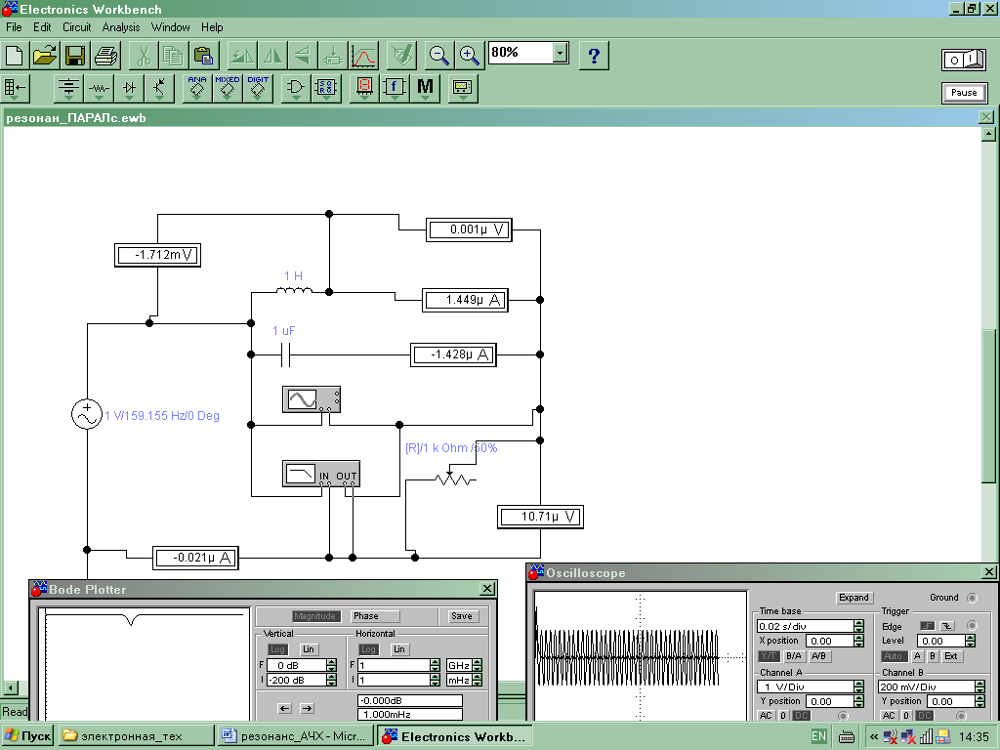 Electronics Workbench
File Edit Circuit Analysis Window Help
80%
?
O I
ANA MIXED DIGIT
f M
Pause
резонан_ПАРАЛс.ewb
0.001µ V
-1.712m V
1 H
1.449µ A
1 uF
-1.428µ A
1 V/159.155 Hz/0 Deg
[R]/1 k Ohm /50%
IN OUT
10.71µ V
-0.021µ A
Bode Plotter
Magnitude Phase Save
Vertical Horizontal
Log Lin Log Lin
F 0 dB F 1 GHz
I -200 dB I 1 mHz
-0.000dB
1.000mHz
Oscilloscope
Expand Ground
Time base Trigger
0.02 s/div Edge
X position 0.00 Level 0.00
Y/T B/A A/B Auto A B Ext
Channel A Channel B
1 V/Div 200 mV/Div
Y position 0.00 Y position 0.00
AC 0 DC AC 0 DC
Read
Пуск электронная_тех резонанс_АЧХ - Micr... Electronics Workb... EN « 14:35